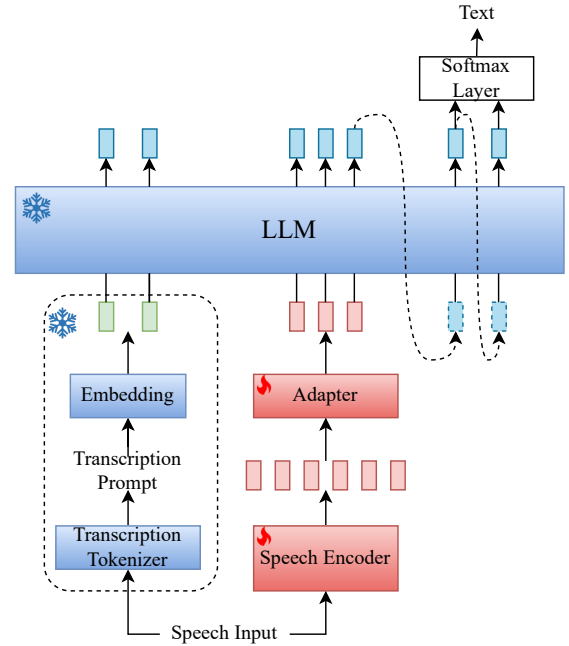 Text
Softmax
Layer
LLM
Embedding
Adapter
Transcription
Prompt
Transcription
Tokenizer
Speech Encoder
Speech Input